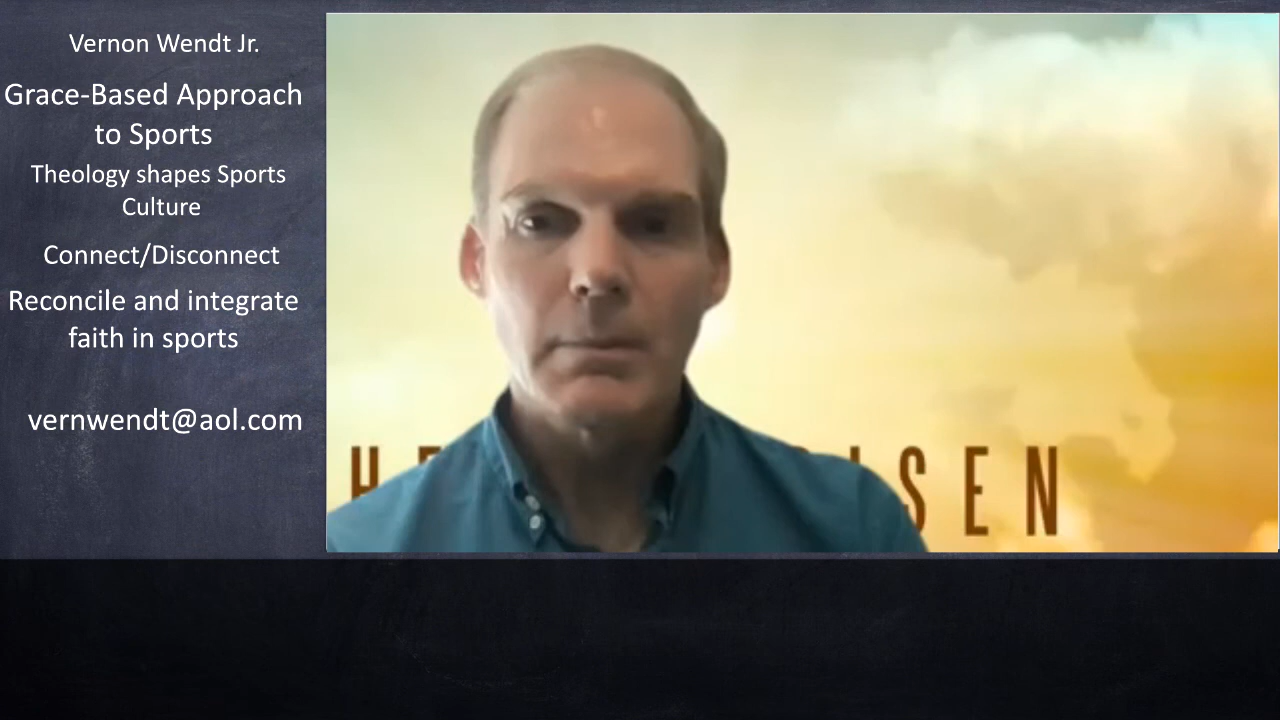 Vernon Wendt Jr.
Grace-Based Approach
to Sports
Theology shapes Sports
Culture
Connect/Disconnect
Reconcile and integrate
faith in sports
vernwendt@aol.com